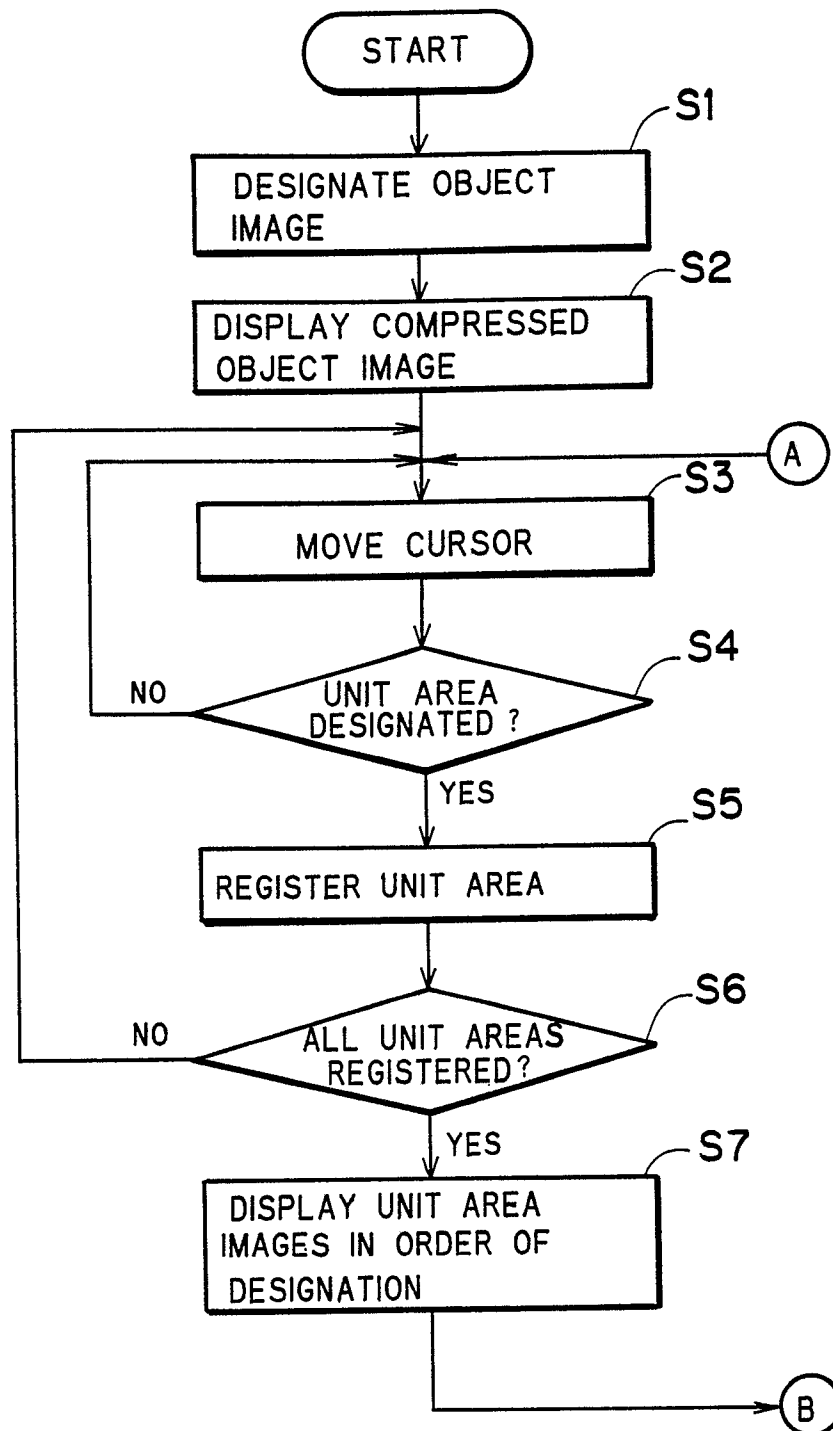 START
S1
DESIGNATE OBJECT
IMAGE
S2
DISPLAY COMPRESSED
OBJECT IMAGE
A
S3
MOVE CURSOR
S4
NO
UNIT AREA
DESIGNATED ?
YES
S5
REGISTER UNIT AREA
S6
NO
ALL UNIT AREAS
REGISTERED?
YES
S7
DISPLAY UNIT AREA
IMAGES IN ORDER OF
DESIGNATION
B